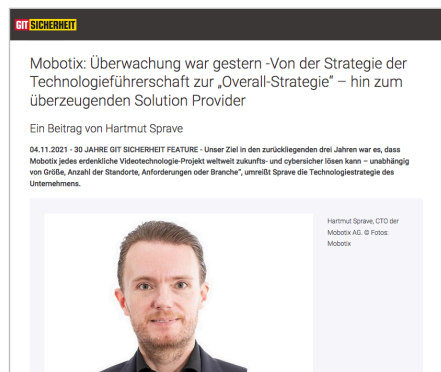 GIT SICHERHEIT
Mobotix: Überwachung war gestern -Von der Strategie der
Technologieführerschaft zur „Overall-Strategie" – hin zum
überzeugenden Solution Provider
Ein Beitrag von Hartmut Sprave
04.11.2021 - 30 JAHRE GIT SICHERHEIT FEATURE - Unser Ziel in den zurückliegenden drei Jahren war es, dass
Mobotix jedes erdenkliche Videotechnologie-Projekt weltweit zukunfts- und cybersicher lösen kann – unabhängig
von Größe, Anzahl der Standorte, Anforderungen oder Branche", umreißt Sprave die Technologiestrategie des
Unternehmens.
Hartmut Sprave, CTO der
Mobotix AG. © Fotos:
Mobotix